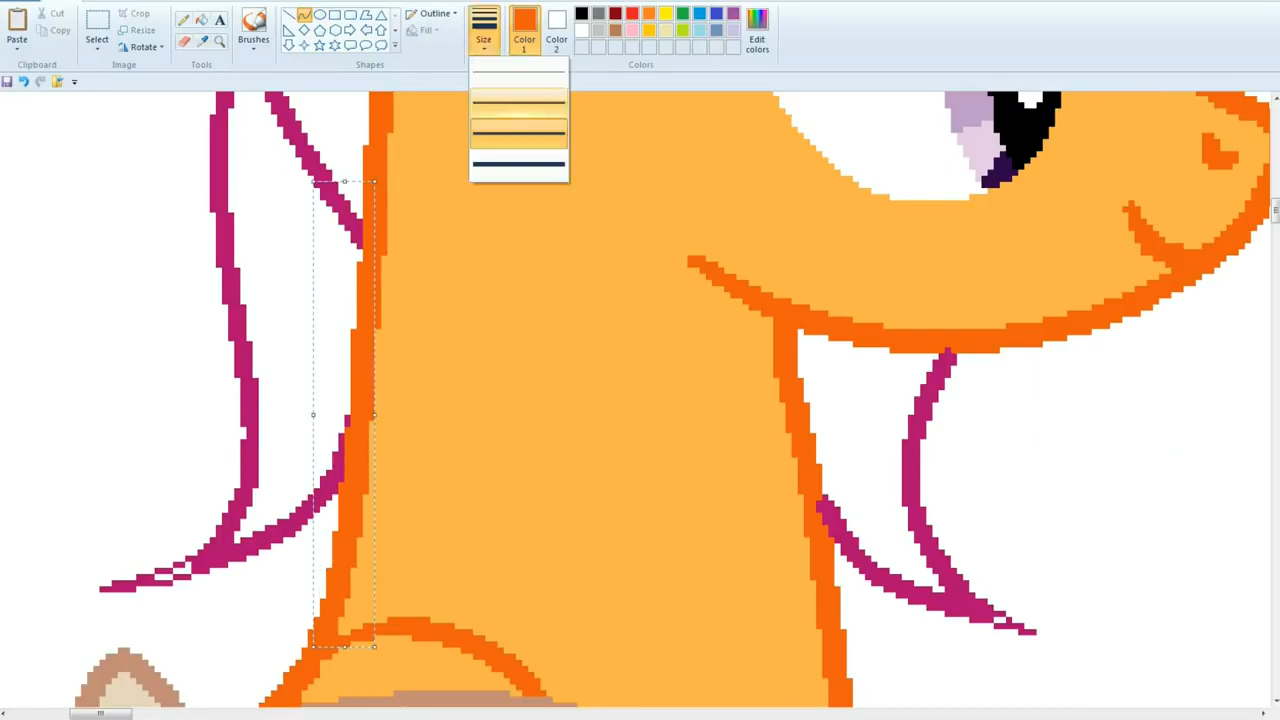 Paste
Cut
Copy
Clipboard
Select
Crop
Resize
Rotate
Image
A
Tools
Brushes
Shapes
Outline
Fill
Size
Color
1
Color
2
Colors
Edit
colors